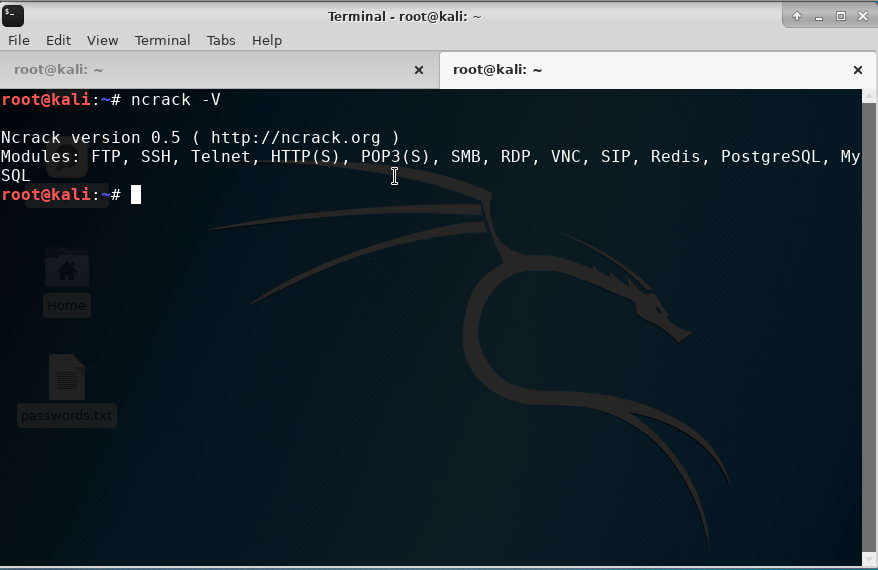 Terminal - root@kali: ~
File Edit View Terminal Tabs Help
root@kali: ~
root@kali: ~
root@kali:~# ncrack -V
Ncrack version 0.5 ( http://ncrack.org )
Modules: FTP, SSH, Telnet, HTTP(S), POP3(S), SMB, RDP, VNC, SIP, Redis, PostgreSQL, My
SQL
root@kali:~#
Home
passwords.txt